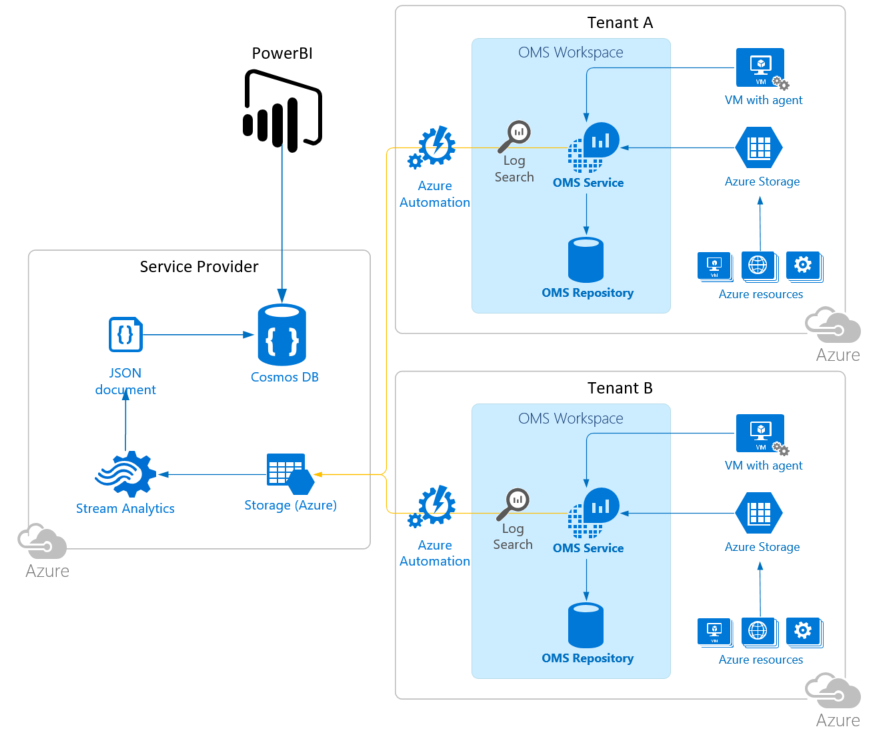 PowerBI
Service Provider
JSON
document
Cosmos DB
Stream Analytics
Storage (Azure)
Azure
Tenant A
OMS Workspace
VM
VM with agent
Azure
Automation
Log
Search
OMS Service
Azure Storage
OMS Repository
VM
Azure resources
Azure
Tenant B
OMS Workspace
VM
VM with agent
Azure
Automation
Log
Search
OMS Service
Azure Storage
OMS Repository
VM
Azure resources
Azure